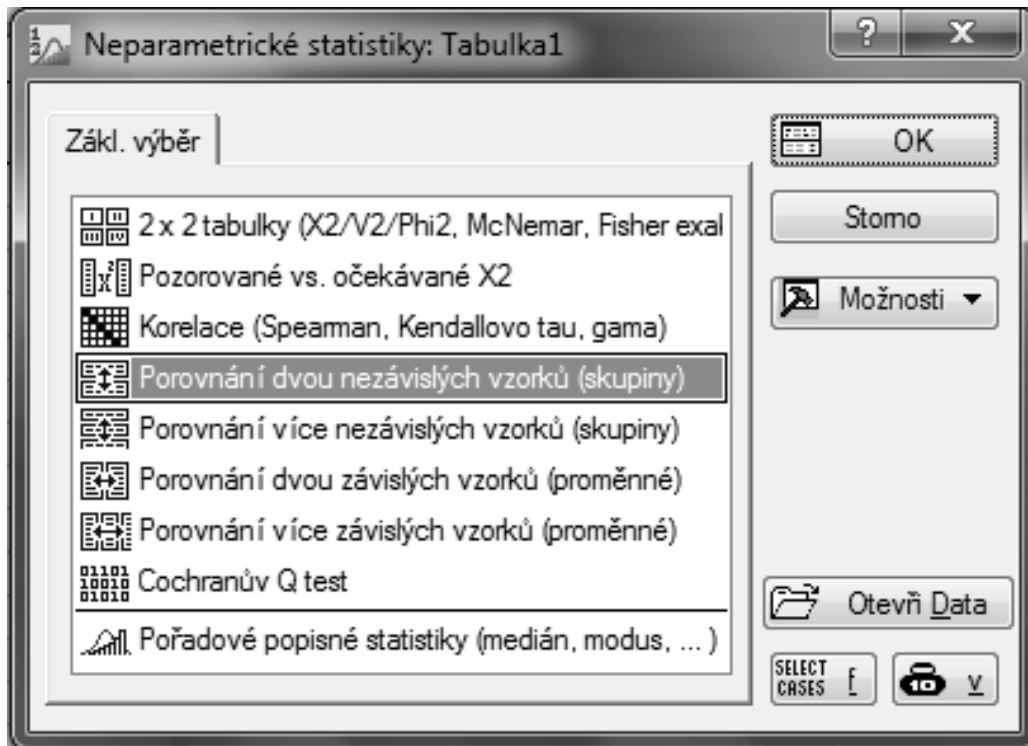 Neparametrické statistiky: Tabulka1
?
x
Zákl. výběr
2 x 2 tabulky (X2/V2/Phi2, McNemar, Fisher exal
Pozorované vs. očekávané X2
Korelace (Spearman, Kendallovo tau, gama)
Porovnání dvou nezávislých vzorků (skupiny)
Porovnání více nezávislých vzorků (skupiny)
Porovnání dvou závislých vzorků (proměnné)
Porovnání více závislých vzorků (proměnné)
Cochranův Q test
Pořadové popisné statistiky (medián, modus, ... )
OK
Storno
Možnosti
Otevři Data
SELECT CASES f
v